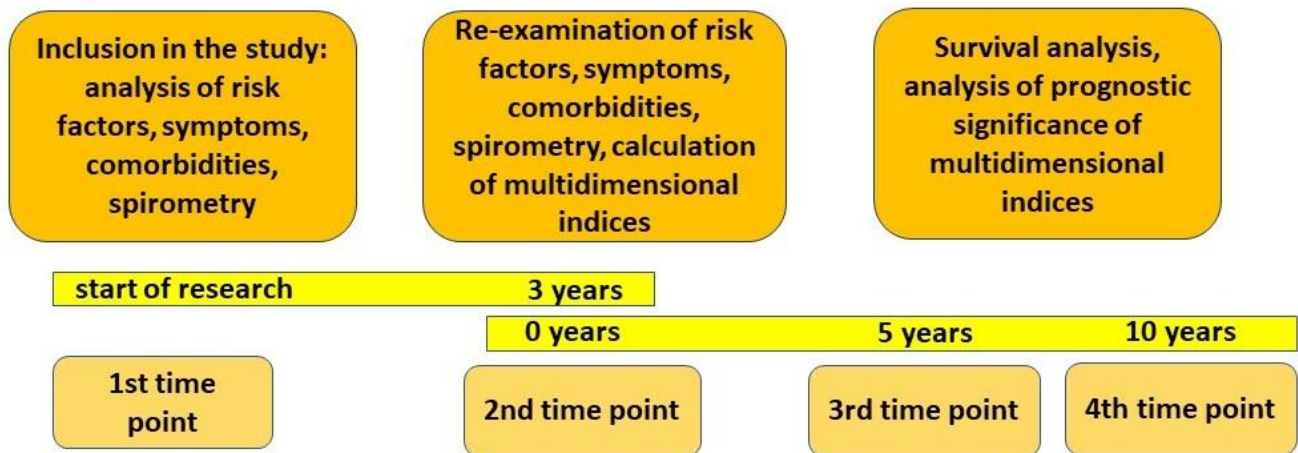 Inclusion in the study:
analysis of risk
factors, symptoms,
comorbidities,
spirometry
Re-examination of risk
factors, symptoms,
comorbidities,
spirometry, calculation
of multidimensional
indices
Survival analysis,
analysis of prognostic
significance of
multidimensional
indices
start of research 3 years
0 years 5 years 10 years
1st time
point
2nd time point
3rd time point
4th time point